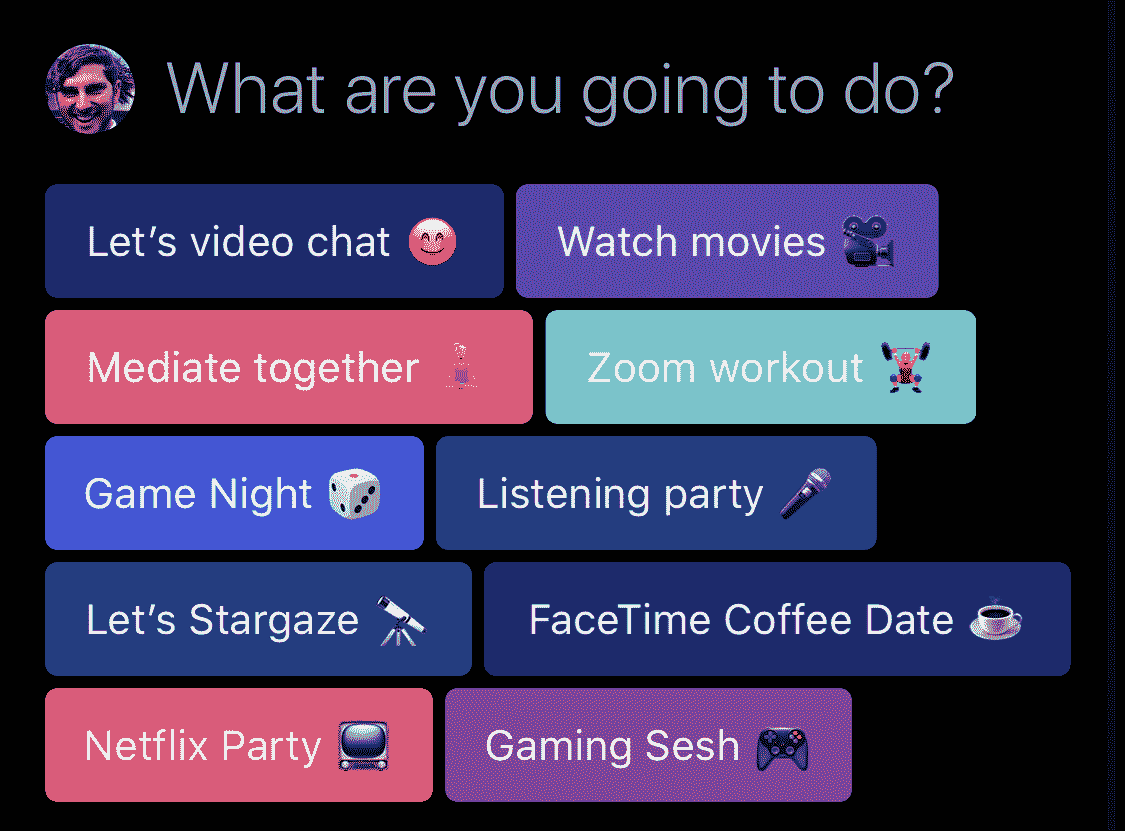 What are you going to do?
Let's video chat 😊
Watch movies 🎥
Mediate together 🧘
Zoom workout 🏋️
Game Night 🎲
Listening party 🎤
Let's Stargaze 🔭
FaceTime Coffee Date ☕
Netflix Party 📺
Gaming Sesh 🎮